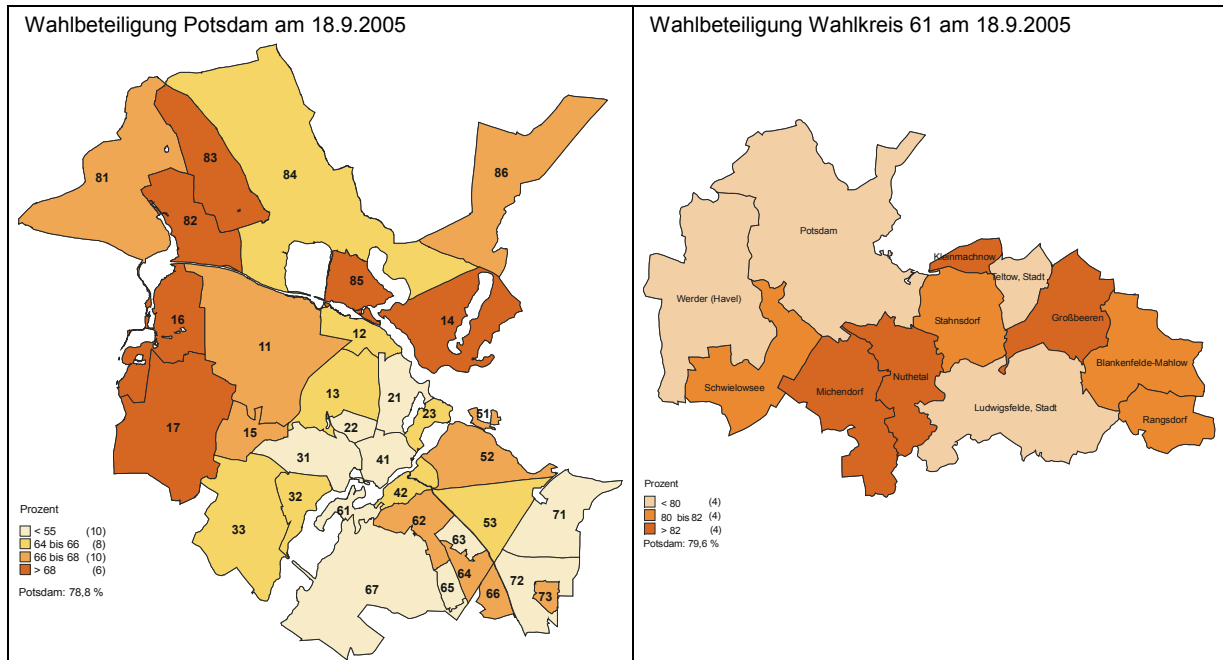 Wahlbeteiligung Potsdam am 18.9.2005
83
81
86
84
82
85
14
16
11
12
13
21
23
51
17
15
22
31
41
52
32
42
61
33
62
53
71
63
64
72
67
65
66
73
Prozent
< 55 (10)
64 bis 66 (8)
66 bis 68 (10)
> 68 (6)
Potsdam: 78,8 %
Wahlbeteiligung Wahlkreis 61 am 18.9.2005
Potsdam
Kleinmachnow
Teltow, Stadt
Werder (Havel)
Stahnsdorf
Großbeeren
Blankenfelde-Mahlow
Schwielowsee
Michendorf
Nuthetal
Ludwigsfelde, Stadt
Rangsdorf
Prozent
< 80 (4)
80 bis 82 (4)
> 82 (4)
Potsdam: 79,6 %